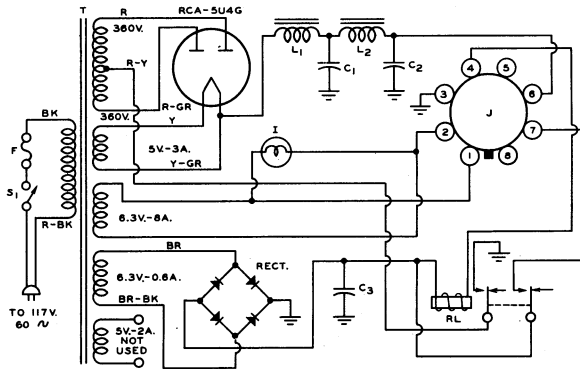 T
R
RCA-5U4G
360V.
R-Y
R-GR
360V.
Y
5V.-3A.
Y-GR
L1
L2
C1
C2
4
5
3
6
J
2
7
1
8
I
BK
F
S1
R-BK
TO 117V.
60 ~
6.3V.-8A.
BR
6.3V.-0.6A.
RECT.
BR-BK
C3
RL
5V.-2A.
NOT
USED